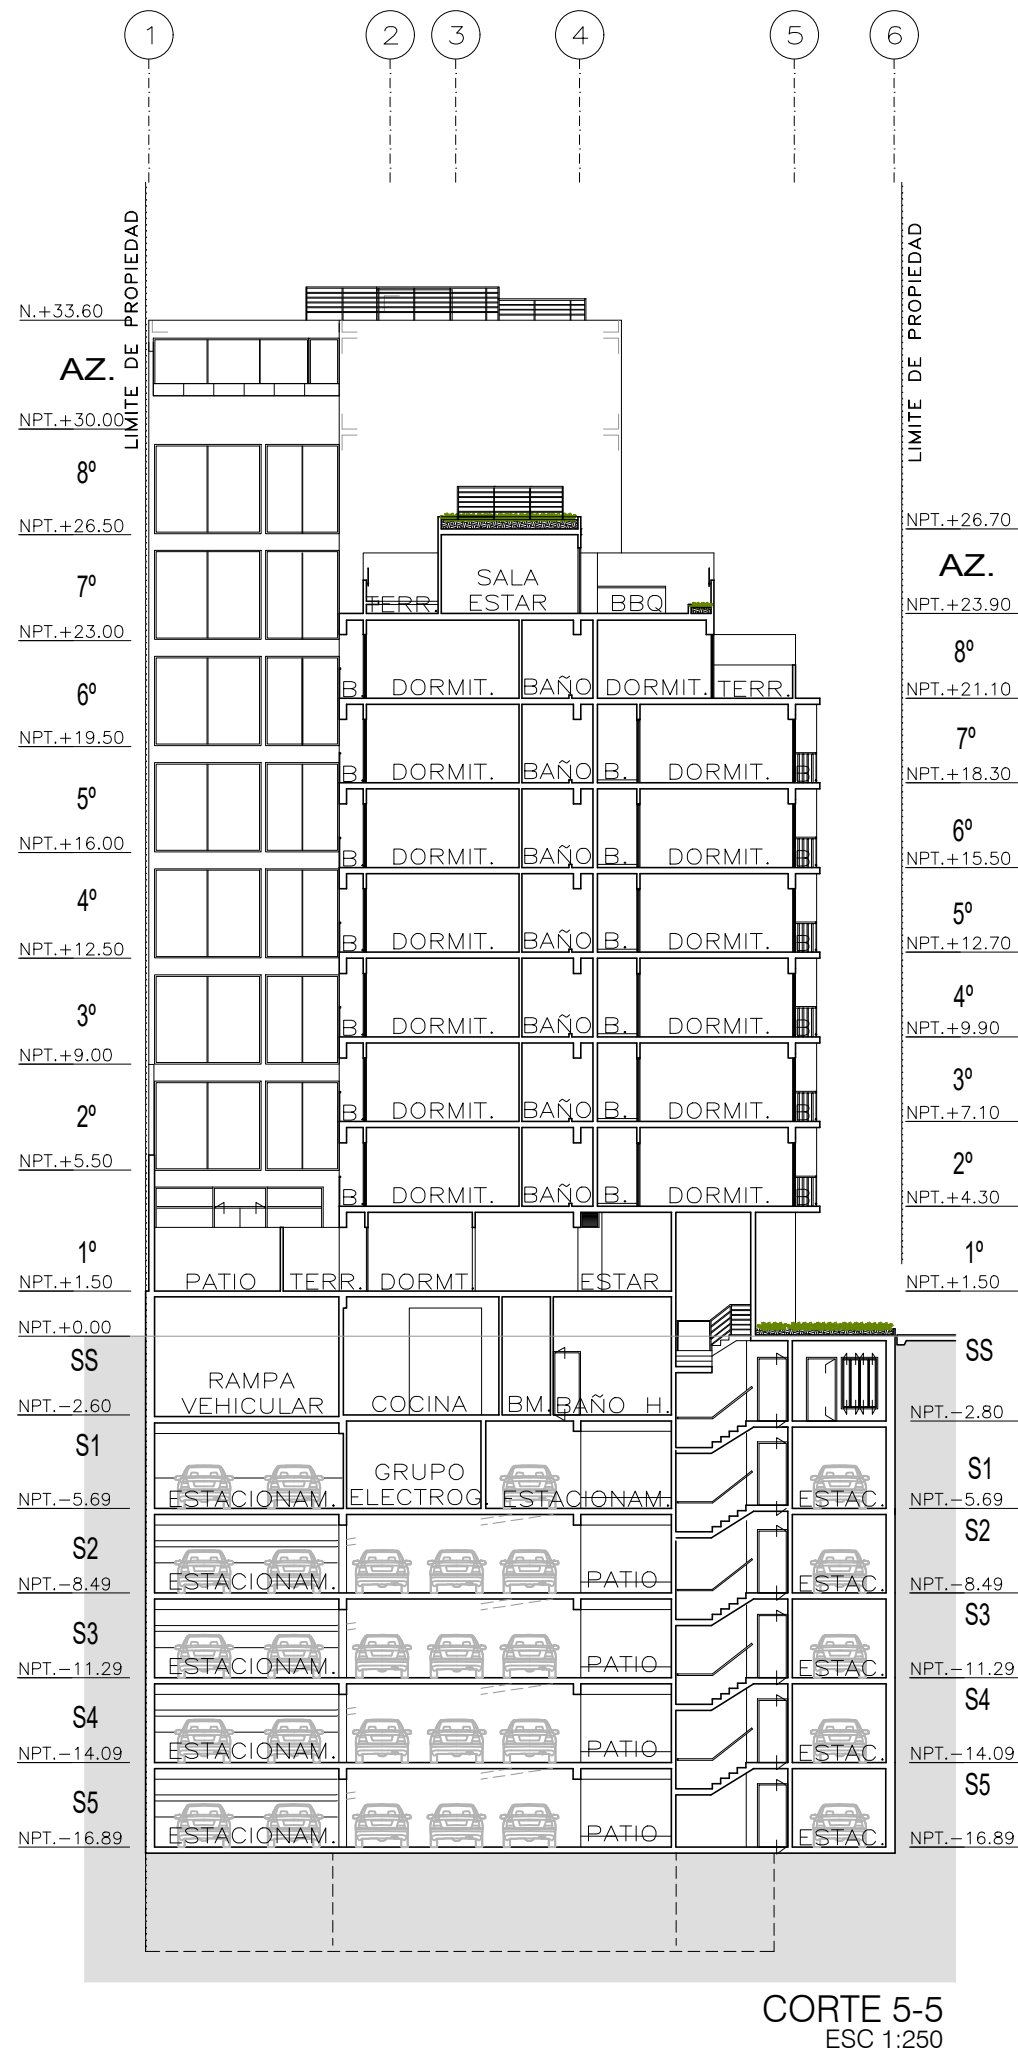 1 2 3 4 5 6
LIMITE DE PROPIEDAD
LIMITE DE PROPIEDAD
N.+33.60
AZ.
NPT.+30.00
8º
NPT.+26.50
7º
NPT.+23.00
6º
NPT.+19.50
5º
NPT.+16.00
4º
NPT.+12.50
3º
NPT.+9.00
2º
NPT.+5.50
1º
NPT.+1.50
NPT.+0.00
SS
NPT.-2.60
S1
NPT.-5.69
S2
NPT.-8.49
S3
NPT.-11.29
S4
NPT.-14.09
S5
NPT.-16.89
SALA
TERR. ESTAR BBQ
B. DORMIT. BAÑO DORMIT. TERR.
B. DORMIT. BAÑO B. DORMIT. B.
B. DORMIT. BAÑO B. DORMIT. B.
B. DORMIT. BAÑO B. DORMIT. B.
B. DORMIT. BAÑO B. DORMIT. B.
B. DORMIT. BAÑO B. DORMIT. B.
B. DORMIT. BAÑO B. DORMIT. B.
PATIO TERR. DORMT. ESTAR
RAMPA
VEHICULAR COCINA BM. BAÑO H.
GRUPO
ESTACIONAM. ELECTROG. ESTACIONAM. ESTAC.
ESTACIONAM. PATIO ESTAC.
ESTACIONAM. PATIO ESTAC.
ESTACIONAM. PATIO ESTAC.
ESTACIONAM. PATIO ESTAC.
NPT.+26.70
AZ.
NPT.+23.90
8º
NPT.+21.10
7º
NPT.+18.30
6º
NPT.+15.50
5º
NPT.+12.70
4º
NPT.+9.90
3º
NPT.+7.10
2º
NPT.+4.30
1º
NPT.+1.50
SS
NPT.-2.80
S1
NPT.-5.69
S2
NPT.-8.49
S3
NPT.-11.29
S4
NPT.-14.09
S5
NPT.-16.89
CORTE 5-5
ESC 1:250